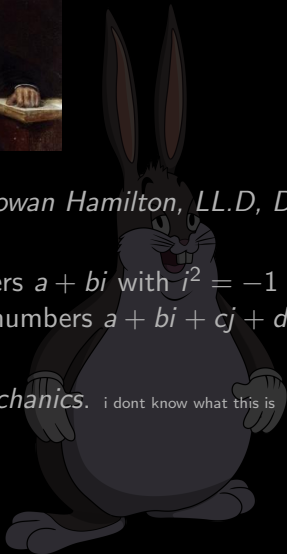 owan Hamilton, LL.D, D
ers a + bi with i² = −1
numbers a + bi + cj + d
chanics. i dont know what this is